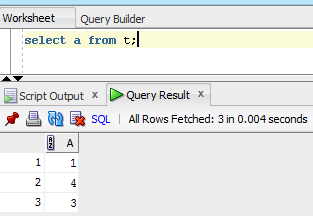 Worksheet Query Builder
select a from t;
Script Output x Query Result x
SQL | All Rows Fetched: 3 in 0.004 seconds
A
1 1
2 4
3 3